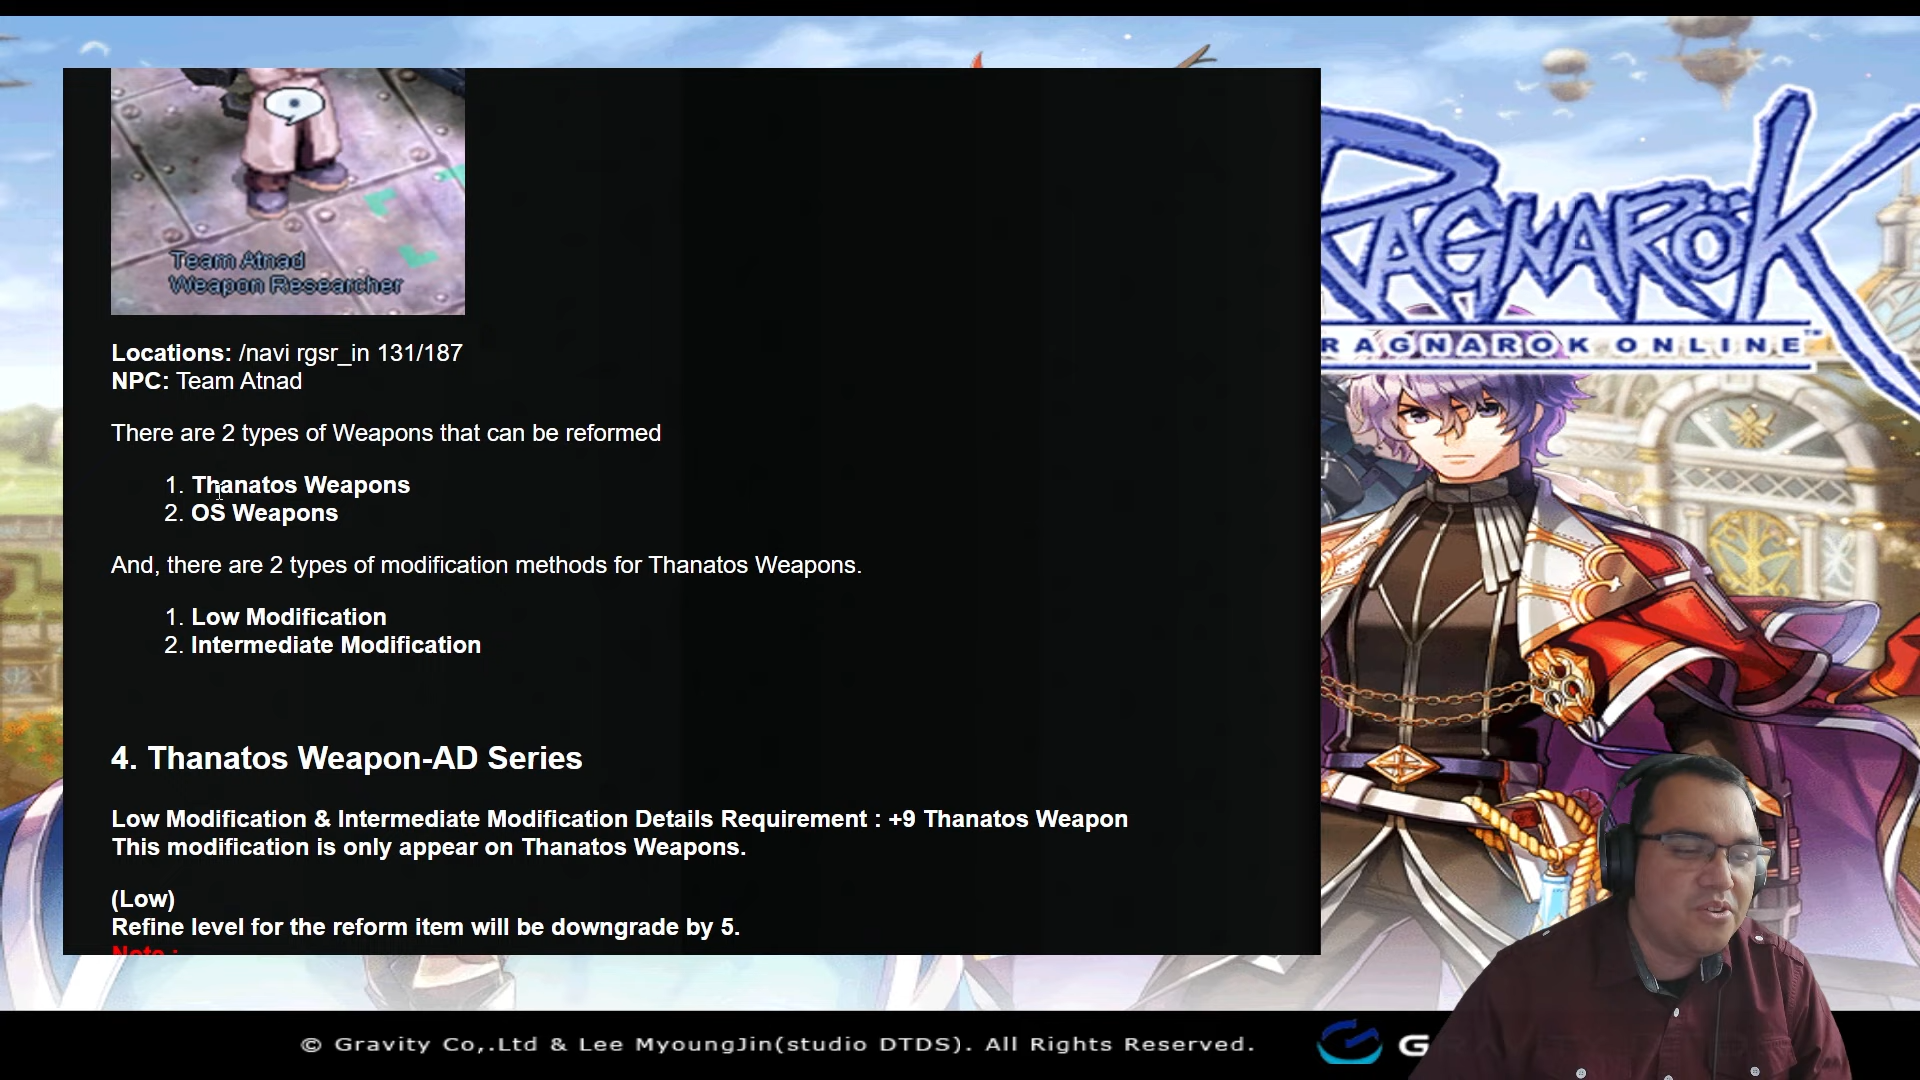 Team Atnad
Weapon Researcher
Locations: /navi rgsr_in 131/187
NPC: Team Atnad
There are 2 types of Weapons that can be reformed
1. Thanatos Weapons
2. OS Weapons
And, there are 2 types of modification methods for Thanatos Weapons.
1. Low Modification
2. Intermediate Modification
4. Thanatos Weapon-AD Series
Low Modification & Intermediate Modification Details Requirement : +9 Thanatos Weapon
This modification is only appear on Thanatos Weapons.
(Low)
Refine level for the reform item will be downgrade by 5.
Note :
RAGNARÖK
RAGNAROK ONLINE™
© Gravity Co,.Ltd & Lee MyoungJin(studio DTDS). All Rights Reserved.
G